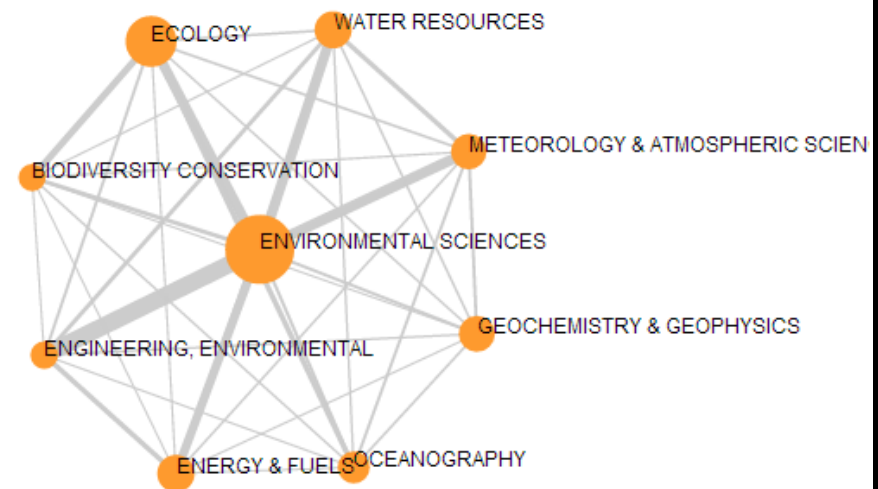 ECOLOGY
WATER RESOURCES
METEOROLOGY & ATMOSPHERIC SCIEN
BIODIVERSITY CONSERVATION
ENVIRONMENTAL SCIENCES
GEOCHEMISTRY & GEOPHYSICS
ENGINEERING, ENVIRONMENTAL
ENERGY & FUELS
OCEANOGRAPHY